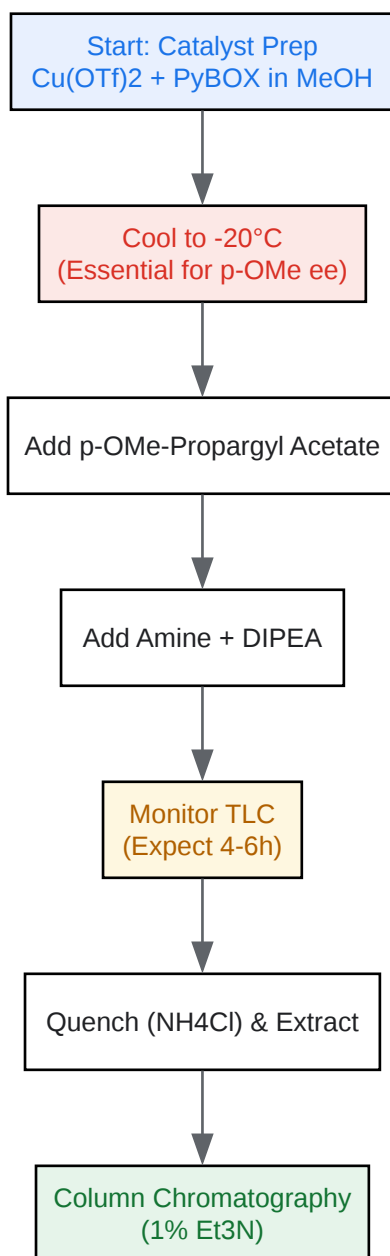 Start: Catalyst Prep
Cu(OTf)2 + PyBOX in MeOH
Cool to -20°C
(Essential for p-OMe ee)
Add p-OMe-Propargyl Acetate
Add Amine + DIPEA
Monitor TLC
(Expect 4-6h)
Quench (NH4Cl) & Extract
Column Chromatography
(1% Et3N)